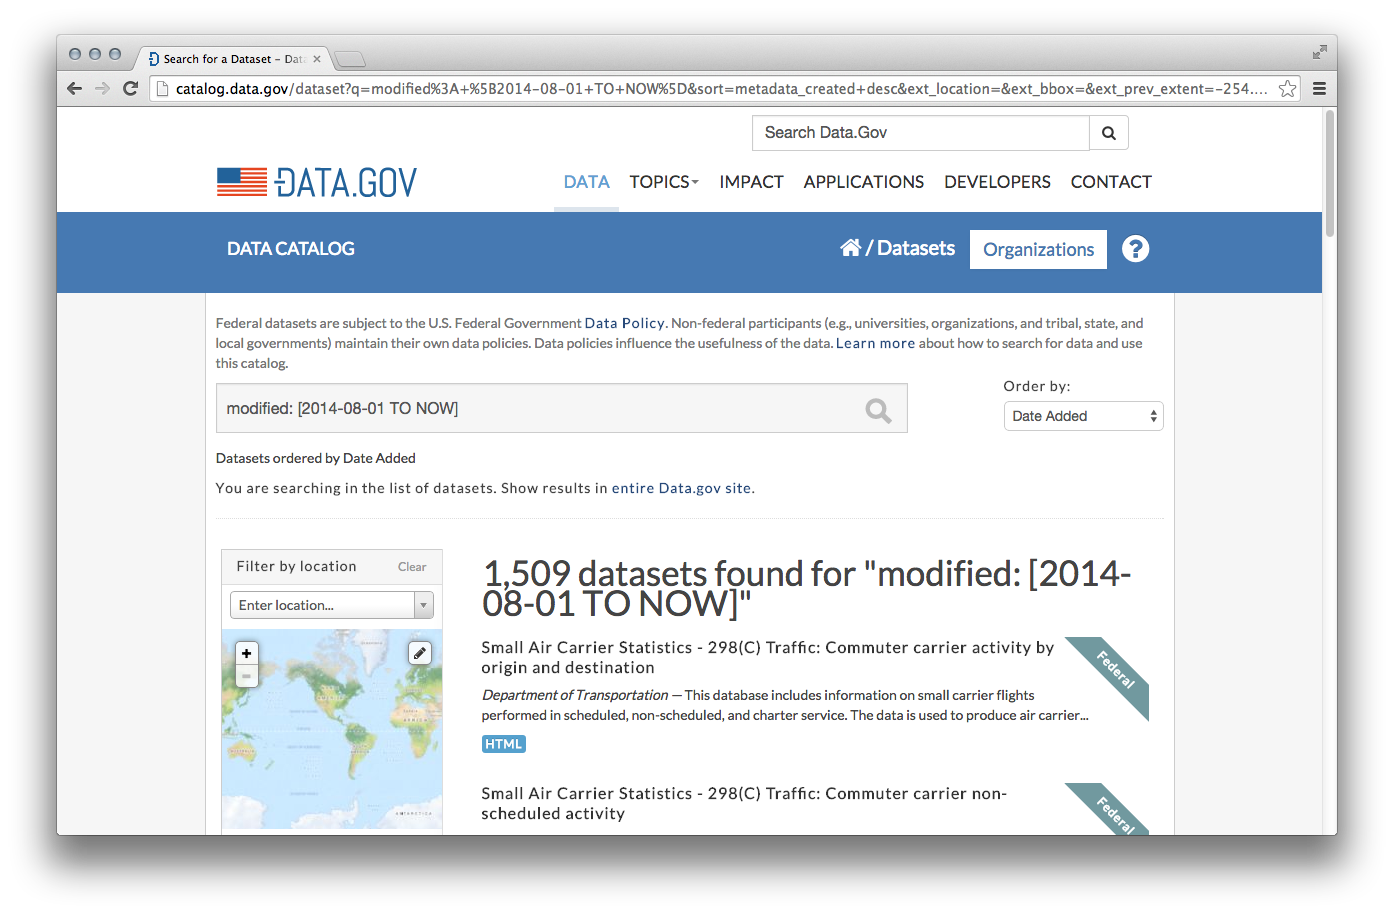 Search for a Dataset – Dat
catalog.data.gov/dataset?q=modified%3A+%5B2014-08-01+TO+NOW%5D&sort=metadata_created+desc&ext_location=&ext_bbox=&ext_prev_extent=-254....
Search Data.Gov
DATA.GOV
DATA TOPICS IMPACT APPLICATIONS DEVELOPERS CONTACT
DATA CATALOG
/ Datasets Organizations ?
Federal datasets are subject to the U.S. Federal Government Data Policy. Non-federal participants (e.g., universities, organizations, and tribal, state, and
local governments) maintain their own data policies. Data policies influence the usefulness of the data. Learn more about how to search for data and use
this catalog.
Order by:
modified: [2014-08-01 TO NOW]
Date Added
Datasets ordered by Date Added
You are searching in the list of datasets. Show results in entire Data.gov site.
Filter by location Clear
Enter location...
+
-
AFRICA
ANTARCTICA
1,509 datasets found for "modified: [2014-
08-01 TO NOW]"
Small Air Carrier Statistics - 298(C) Traffic: Commuter carrier activity by
origin and destination
Federal
Department of Transportation — This database includes information on small carrier flights
performed in scheduled, non-scheduled, and charter service. The data is used to produce air carrier...
HTML
Small Air Carrier Statistics - 298(C) Traffic: Commuter carrier non-
scheduled activity
Federal